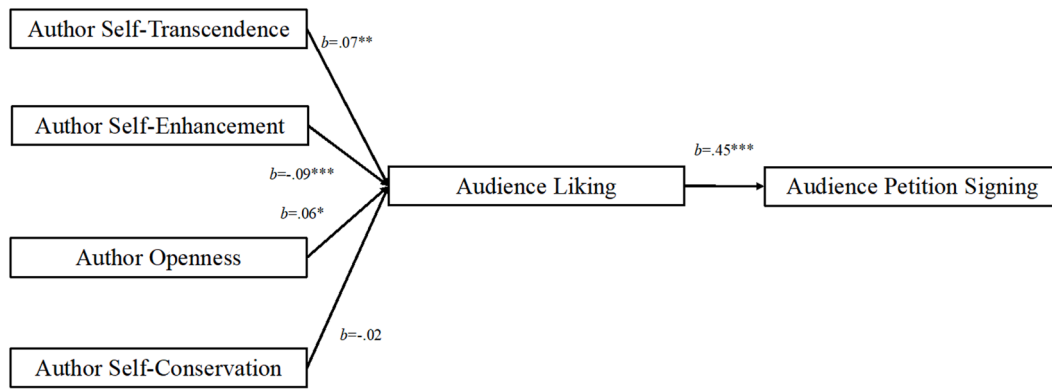 Author Self-Transcendence
b=.07**
Author Self-Enhancement
b=-.09***
b=.06*
Author Openness
b=-.02
Author Self-Conservation
Audience Liking
b=.45***
Audience Petition Signing